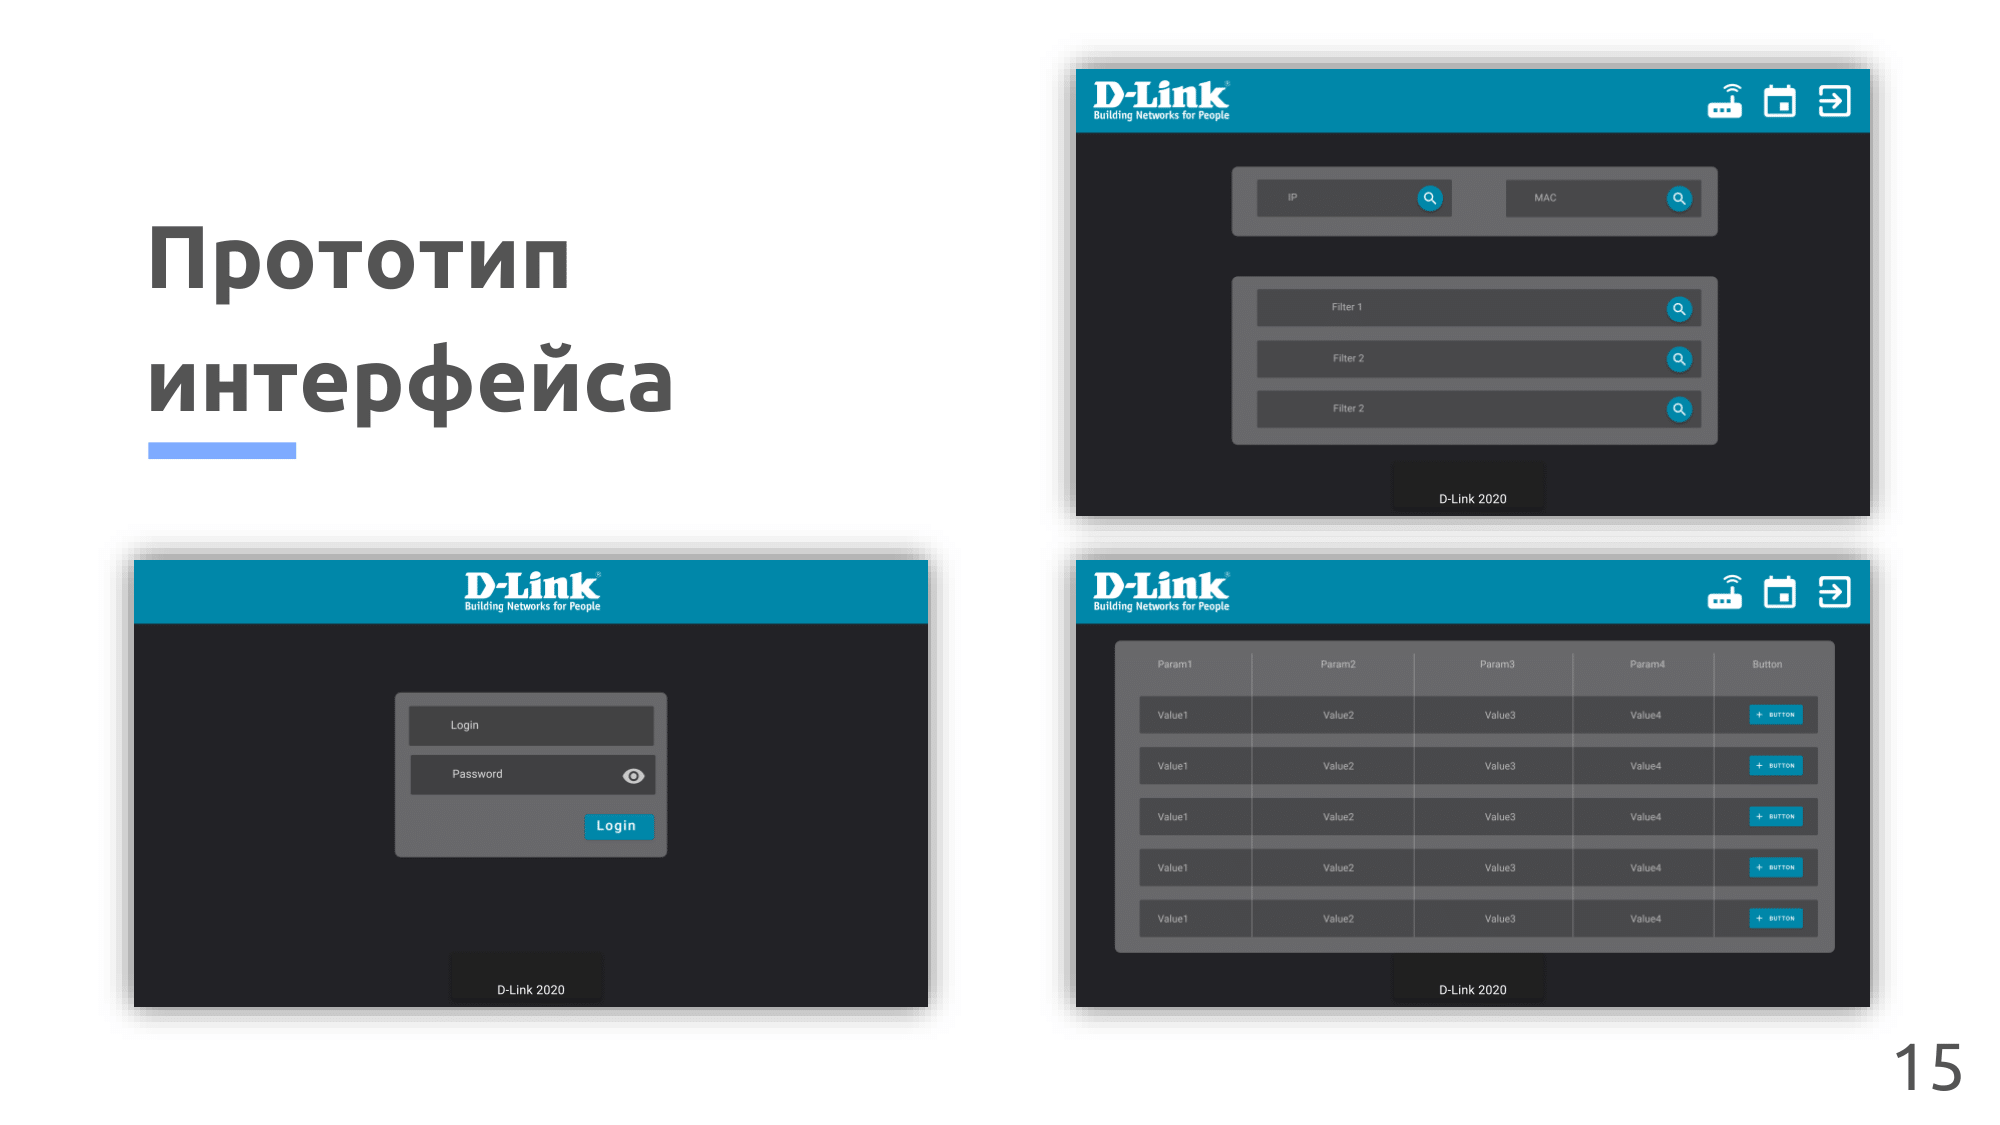 Прототип
интерфейса
D-Link®
Building Networks for People
IP
MAC
Filter 1
Filter 2
Filter 2
D-Link 2020
D-Link®
Building Networks for People
Login
Password
Login
D-Link 2020
D-Link®
Building Networks for People
Param1 Param2 Param3 Param4 Button
Value1 Value2 Value3 Value4 + BUTTON
Value1 Value2 Value3 Value4 + BUTTON
Value1 Value2 Value3 Value4 + BUTTON
Value1 Value2 Value3 Value4 + BUTTON
Value1 Value2 Value3 Value4 + BUTTON
D-Link 2020
15